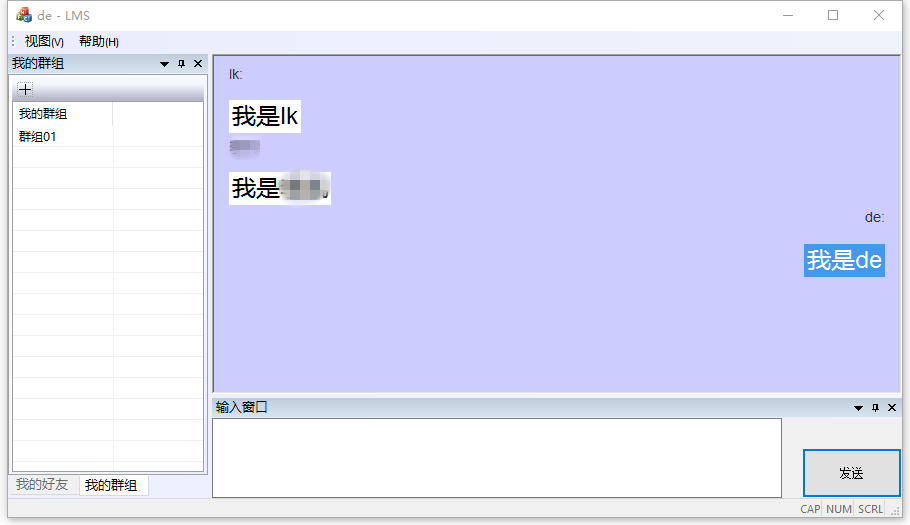 de - LMS
视图(V) 帮助(H)
我的群组
我的群组
群组01
我的好友 我的群组
lk:
我是lk
我是
de:
我是de
输入窗口
发送
CAP NUM SCRL